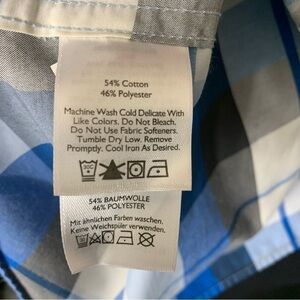 54% Cotton
46% Polyester
Machine Wash Cold Delicate With
Like Colors. Do Not Bleach.
Do Not Use Fabric Softeners.
Tumble Dry Low. Remove
Promptly. Cool Iron As Desired.
54% BAUMWOLLE
46% POLYESTER
Mit ähnlichen Farben waschen.
Keine Weichspüler verwenden.